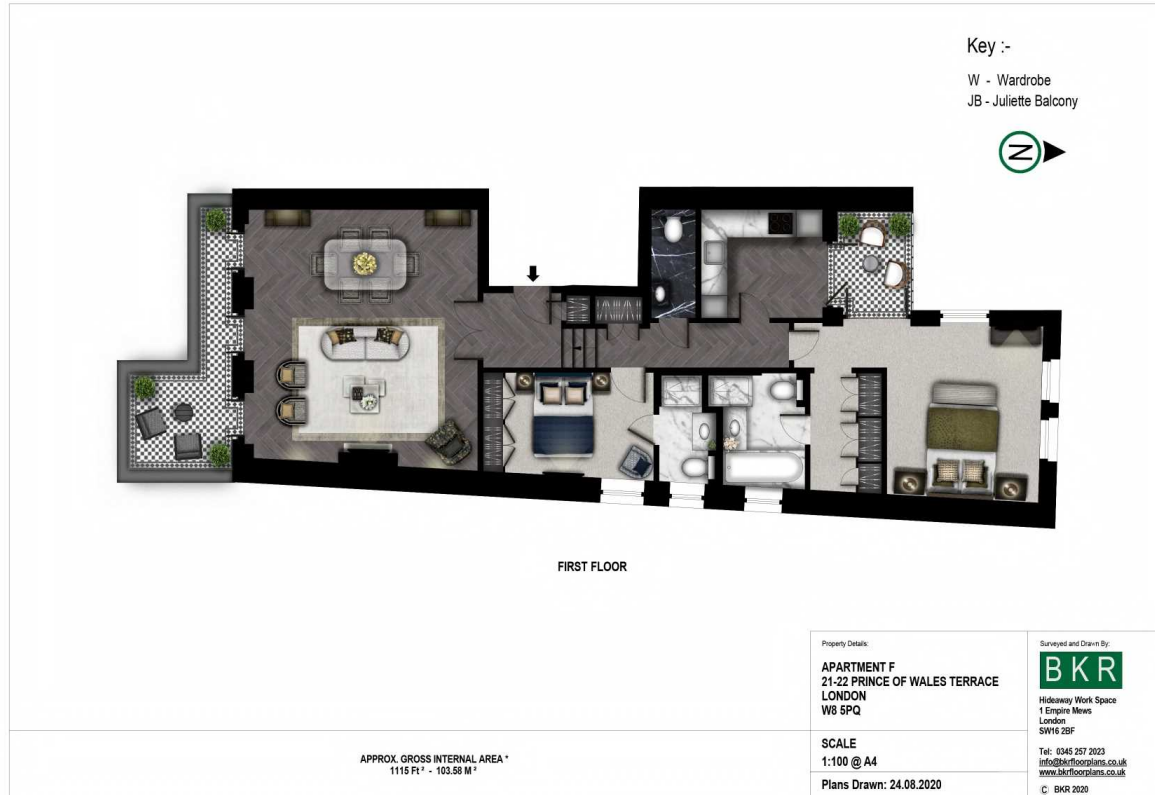 Key :-
W - Wardrobe
JB - Juliette Balcony
N
FIRST FLOOR
APPROX. GROSS INTERNAL AREA *
1115 Ft ² - 103.58 M ²
Property Details:
APARTMENT F
21-22 PRINCE OF WALES TERRACE
LONDON
W8 5PQ
SCALE
1:100 @ A4
Plans Drawn: 24.08.2020
Surveyed and Drawn By:
BKR
Hideaway Work Space
1 Empire Mews
London
SW16 2BF
Tel: 0345 257 2023
info@bkrfloorplans.co.uk
www.bkrfloorplans.co.uk
© BKR 2020